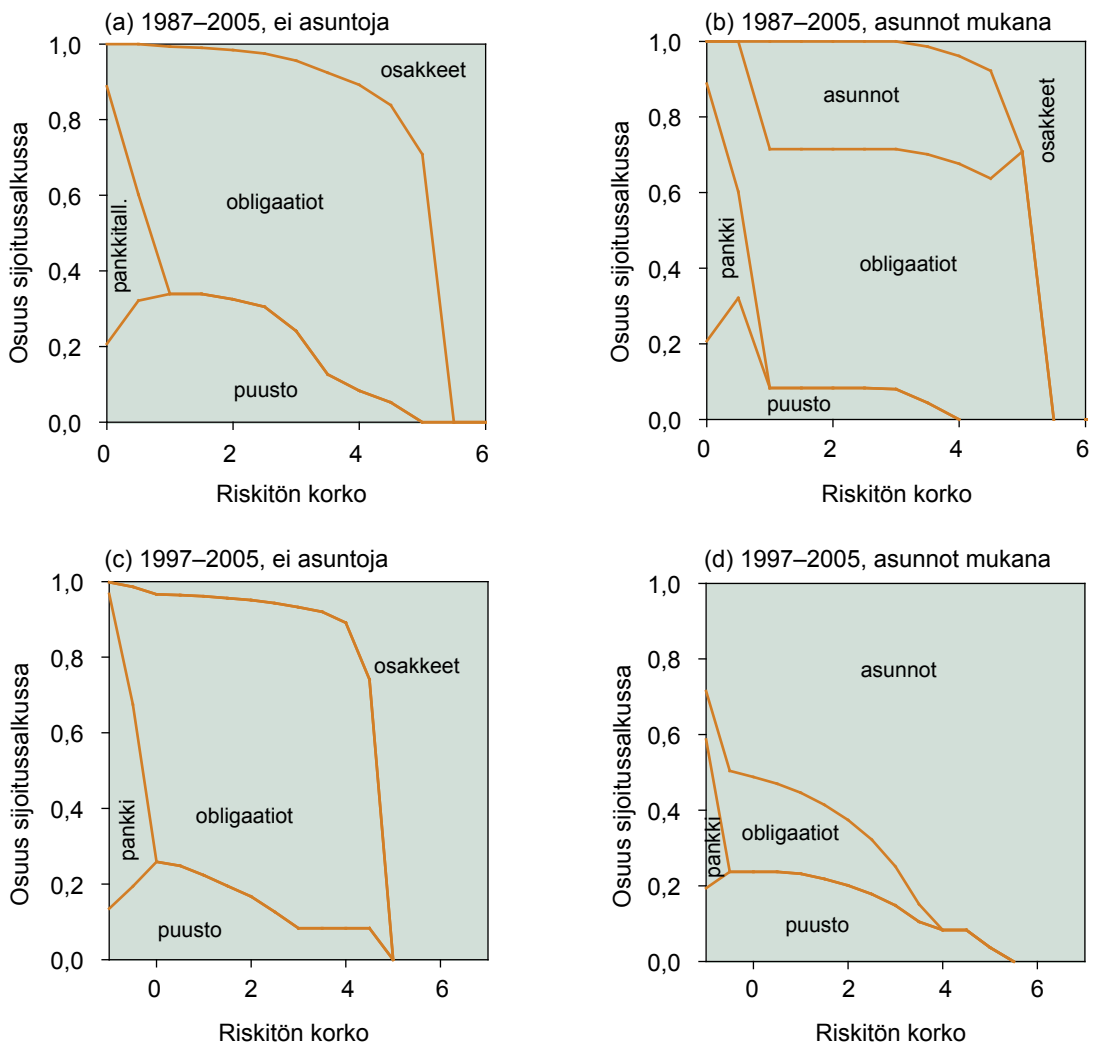 (a) 1987–2005, ei asuntoja
1,0
0,8
0,6
0,4
0,2
0,0
Osuus sijoitussalkussa
osakkeet
obligaatiot
pankkitall.
puusto
0 2 4 6
Riskitön korko
(b) 1987–2005, asunnot mukana
1,0
0,8
0,6
0,4
0,2
0,0
Osuus sijoitussalkussa
asunnot
osakkeet
pankki
obligaatiot
puusto
0 2 4 6
Riskitön korko
(c) 1997–2005, ei asuntoja
1,0
0,8
0,6
0,4
0,2
0,0
Osuus sijoitussalkussa
osakkeet
obligaatiot
pankki
puusto
0 2 4 6
Riskitön korko
(d) 1997–2005, asunnot mukana
1,0
0,8
0,6
0,4
0,2
0,0
Osuus sijoitussalkussa
asunnot
pankki
obligaatiot
puusto
0 2 4 6
Riskitön korko